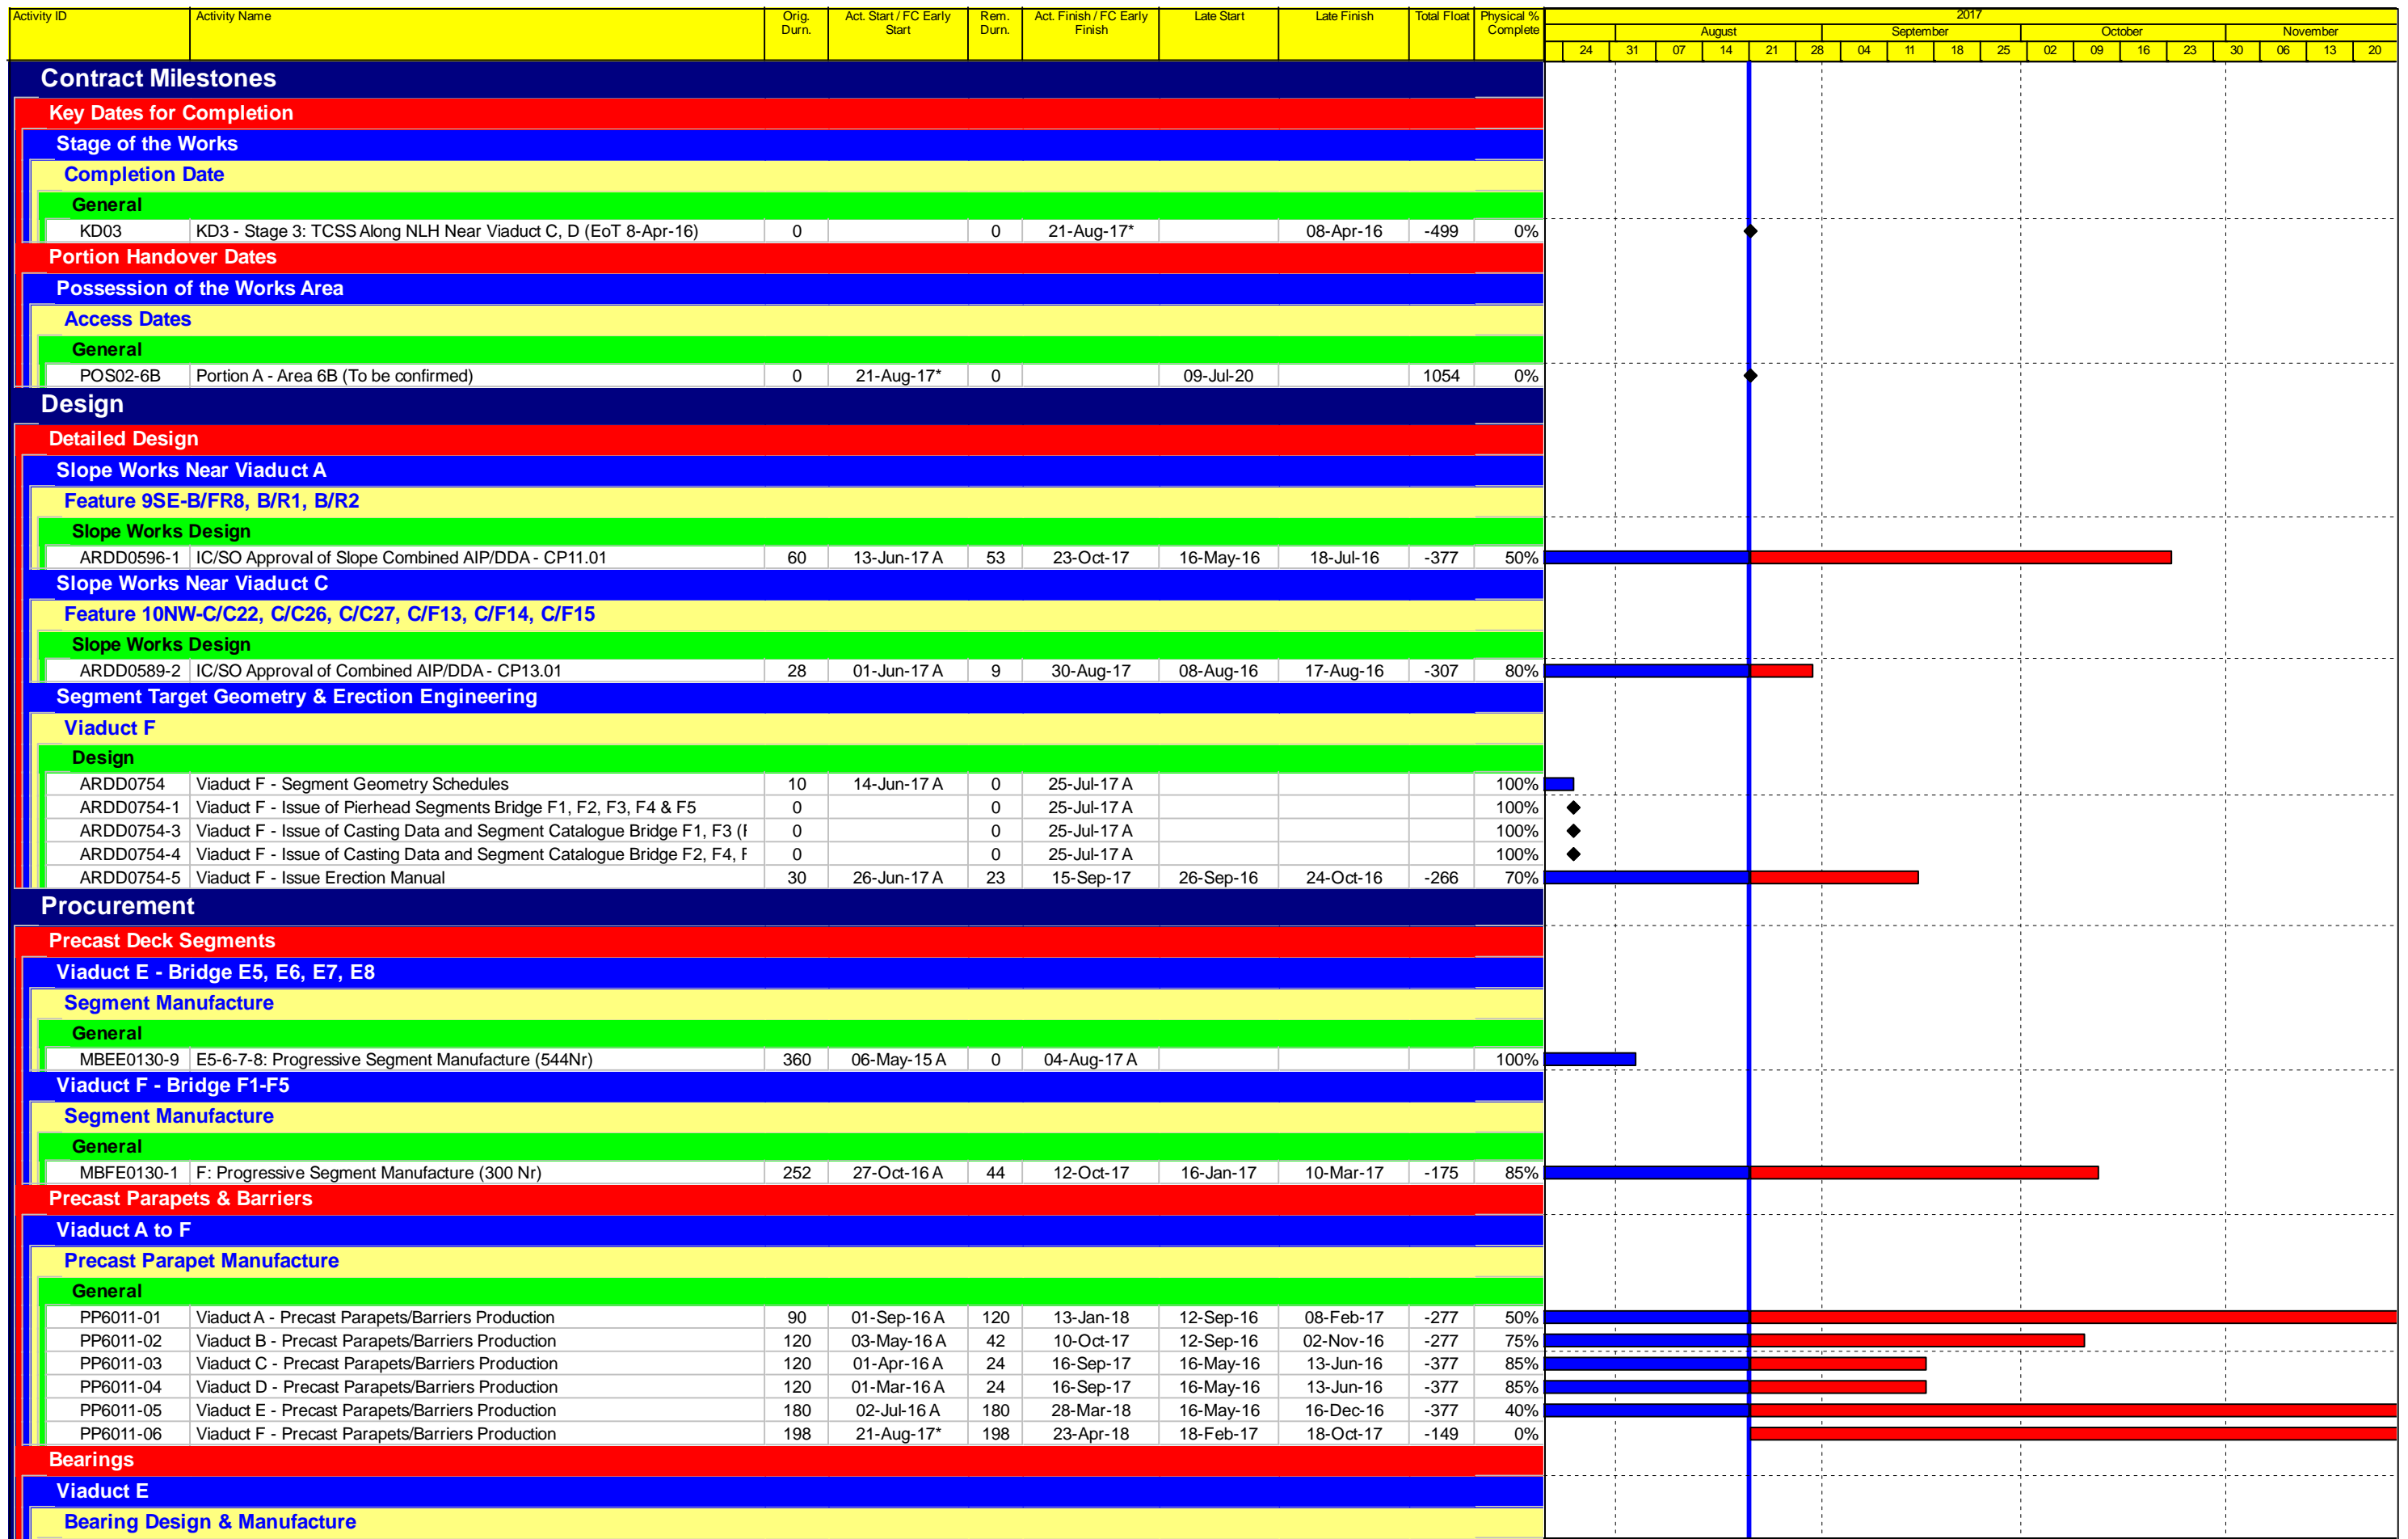 Activity ID Activity Name Orig. Durn. Act. Start / FC Early Start Rem. Durn. Act. Finish / FC Early Finish Late Start Late Finish Total Float Physical % Complete 2017
August September October November
24 31 07 14 21 28 04 11 18 25 02 09 16 23 30 06 13 20
Contract Milestones
Key Dates for Completion
Stage of the Works
Completion Date
General
KD03 KD3 - Stage 3: TCSS Along NLH Near Viaduct C, D (EoT 8-Apr-16) 0 0 21-Aug-17* 08-Apr-16 -499 0%
Portion Handover Dates
Possession of the Works Area
Access Dates
General
POS02-6B Portion A - Area 6B (To be confirmed) 0 21-Aug-17* 0 09-Jul-20 1054 0%
Design
Detailed Design
Slope Works Near Viaduct A
Feature 9SE-B/FR8, B/R1, B/R2
Slope Works Design
ARDD0596-1 IC/SO Approval of Slope Combined AIP/DDA - CP11.01 60 13-Jun-17 A 53 23-Oct-17 16-May-16 18-Jul-16 -377 50%
Slope Works Near Viaduct C
Feature 10NW-C/C22, C/C26, C/C27, C/F13, C/F14, C/F15
Slope Works Design
ARDD0589-2 IC/SO Approval of Combined AIP/DDA - CP13.01 28 01-Jun-17 A 9 30-Aug-17 08-Aug-16 17-Aug-16 -307 80%
Segment Target Geometry & Erection Engineering
Viaduct F
Design
ARDD0754 Viaduct F - Segment Geometry Schedules 10 14-Jun-17 A 0 25-Jul-17 A 100%
ARDD0754-1 Viaduct F - Issue of Pierhead Segments Bridge F1, F2, F3, F4 & F5 0 0 25-Jul-17 A 100%
ARDD0754-3 Viaduct F - Issue of Casting Data and Segment Catalogue Bridge F1, F3 ( 0 0 25-Jul-17 A 100%
ARDD0754-4 Viaduct F - Issue of Casting Data and Segment Catalogue Bridge F2, F4, F 0 0 25-Jul-17 A 100%
ARDD0754-5 Viaduct F - Issue Erection Manual 30 26-Jun-17 A 23 15-Sep-17 26-Sep-16 24-Oct-16 -266 70%
Procurement
Precast Deck Segments
Viaduct E - Bridge E5, E6, E7, E8
Segment Manufacture
General
MBEE0130-9 E5-6-7-8: Progressive Segment Manufacture (544Nr) 360 06-May-15 A 0 04-Aug-17 A 100%
Viaduct F - Bridge F1-F5
Segment Manufacture
General
MBFE0130-1 F: Progressive Segment Manufacture (300 Nr) 252 27-Oct-16 A 44 12-Oct-17 16-Jan-17 10-Mar-17 -175 85%
Precast Parapets & Barriers
Viaduct A to F
Precast Parapet Manufacture
General
PP6011-01 Viaduct A - Precast Parapets/Barriers Production 90 01-Sep-16 A 120 13-Jan-18 12-Sep-16 08-Feb-17 -277 50%
PP6011-02 Viaduct B - Precast Parapets/Barriers Production 120 03-May-16 A 42 10-Oct-17 12-Sep-16 02-Nov-16 -277 75%
PP6011-03 Viaduct C - Precast Parapets/Barriers Production 120 01-Apr-16 A 24 16-Sep-17 16-May-16 13-Jun-16 -377 85%
PP6011-04 Viaduct D - Precast Parapets/Barriers Production 120 01-Mar-16 A 24 16-Sep-17 16-May-16 13-Jun-16 -377 85%
PP6011-05 Viaduct E - Precast Parapets/Barriers Production 180 02-Jul-16 A 180 28-Mar-18 16-May-16 16-Dec-16 -377 40%
PP6011-06 Viaduct F - Precast Parapets/Barriers Production 198 21-Aug-17* 198 23-Apr-18 18-Feb-17 18-Oct-17 -149 0%
Bearings
Viaduct E
Bearing Design & Manufacture